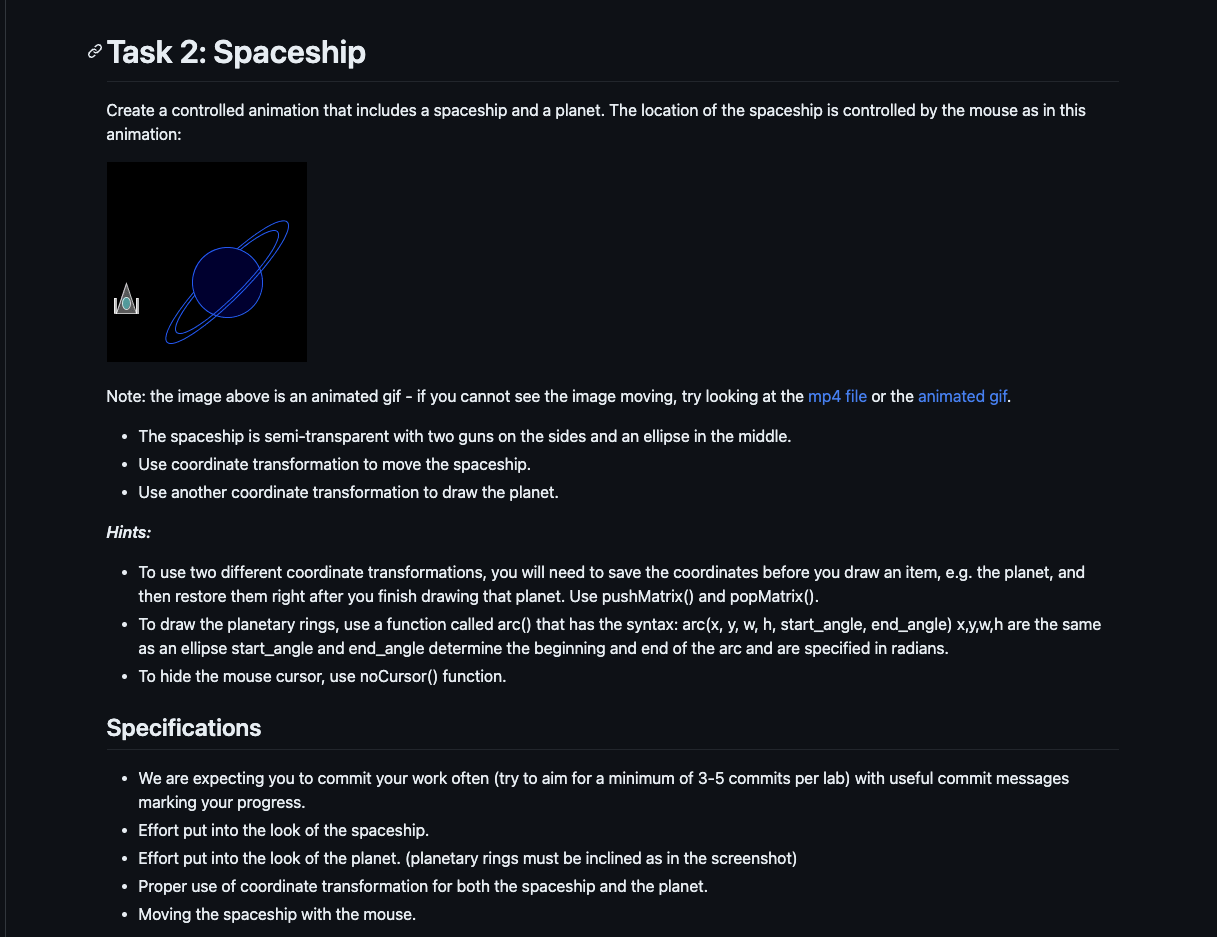 Task 2: Spaceship
Create a controlled animation that includes a spaceship and a planet. The location of the spaceship is controlled by the mouse as in this
animation:
Note: the image above is an animated gif - if you cannot see the image moving, try looking at the mp4 file or the animated gif.
• The spaceship is semi-transparent with two guns on the sides and an ellipse in the middle.
• Use coordinate transformation to move the spaceship.
• Use another coordinate transformation to draw the planet.
Hints:
• To use two different coordinate transformations, you will need to save the coordinates before you draw an item, e.g. the planet, and
then restore them right after you finish drawing that planet. Use pushMatrix() and popMatrix().
• To draw the planetary rings, use a function called arc() that has the syntax: arc(x, y, w, h, start_angle, end_angle) x,y,w,h are the same
as an ellipse start_angle and end_angle determine the beginning and end of the arc and are specified in radians.
• To hide the mouse cursor, use noCursor() function.
Specifications
• We are expecting you to commit your work often (try to aim for a minimum of 3-5 commits per lab) with useful commit messages
marking your progress.
• Effort put into the look of the spaceship.
• Effort put into the look of the planet. (planetary rings must be inclined as in the screenshot)
• Proper use of coordinate transformation for both the spaceship and the planet.
• Moving the spaceship with the mouse.